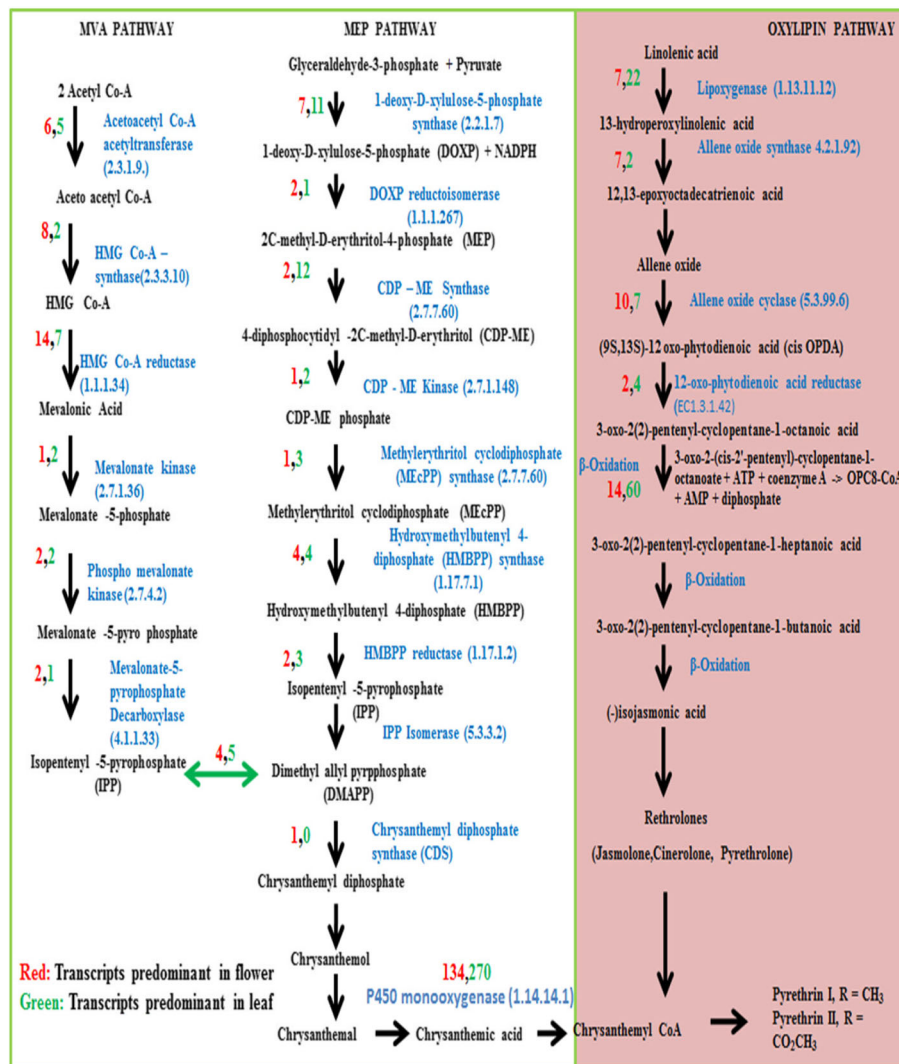 MVA PATHWAY
2 Acetyl Co-A
6,5
Acetoacetyl Co-A
acetyltransferase
(2.3.1.9.)
Aceto acetyl Co-A
8,2
HMG Co-A –
synthase(2.3.3.10)
HMG Co-A
14,7
HMG Co-A reductase
(1.1.1.34)
Mevalonic Acid
1,2
Mevalonate kinase
(2.7.1.36)
Mevalonate -5-phosphate
2,2
Phospho mevalonate
kinase(2.7.4.2)
Mevalonate -5-pyro phosphate
2,1
Mevalonate-5-
pyrophosphate
Decarboxylase
(4.1.1.33)
Isopentenyl -5-pyrophosphate
(IPP)
4,5
MEP PATHWAY
Glyceraldehyde-3-phosphate + Pyruvate
7,11
1-deoxy-D-xylulose-5-phosphate
synthase (2.2.1.7)
1-deoxy-D-xylulose-5-phosphate (DOXP) + NADPH
2,1
DOXP reductoisomerase
(1.1.1.267)
2C-methyl-D-erythritol-4-phosphate (MEP)
2,12
CDP – ME Synthase
(2.7.7.60)
4-diphosphocytidyl -2C-methyl-D-erythritol (CDP-ME)
1,2
CDP - ME Kinase (2.7.1.148)
CDP-ME phosphate
1,3
Methylerythritol cyclodiphosphate
(MEcPP) synthase (2.7.7.60)
Methylerythritol cyclodiphosphate (MEcPP)
4,4
Hydroxymethylbutenyl 4-
diphosphate (HMBPP) synthase
(1.17.7.1)
Hydroxymethylbutenyl 4-diphosphate (HMBPP)
2,3
HMBPP reductase (1.17.1.2)
Isopentenyl -5-pyrophosphate
(IPP)
IPP Isomerase (5.3.3.2)
Dimethyl allyl pyrpphosphate
(DMAPP)
1,0
Chrysanthemyl diphosphate
synthase (CDS)
Chrysanthemyl diphosphate
Chrysanthemol
Red: Transcripts predominant in flower
Green: Transcripts predominant in leaf
134,270
P450 monooxygenase (1.14.14.1)
Chrysanthemal
Chrysanthemic acid
Chrysanthemyl CoA
OXYLIPIN PATHWAY
Linolenic acid
7,22
Lipoxygenase (1.13.11.12)
13-hydroperoxylinolenic acid
7,2
Allene oxide synthase 4.2.1.92)
12,13-epoxyoctadecatrienoic acid
Allene oxide
10,7
Allene oxide cyclase (5.3.99.6)
(9S,13S)-12 oxo-phytodienoic acid (cis OPDA)
2,4
12-oxo-phytodienoic acid reductase
(EC1.3.1.42)
3-oxo-2(2)-pentenyl-cyclopentane-1-octanoic acid
β-Oxidation
14,60
3-oxo-2-(cis-2'-pentenyl)-cyclopentane-1-
octanoate + ATP + coenzyme A -> OPC8-CoA
+ AMP + diphosphate
3-oxo-2(2)-pentenyl-cyclopentane-1-heptanoic acid
β-Oxidation
3-oxo-2(2)-pentenyl-cyclopentane-1-butanoic acid
β-Oxidation
(-)isojasmonic acid
Rethrolones
(Jasmolone,Cinerolone, Pyrethrolone)
Pyrethrin I, R = CH₃
Pyrethrin II, R =
CO₂CH₃